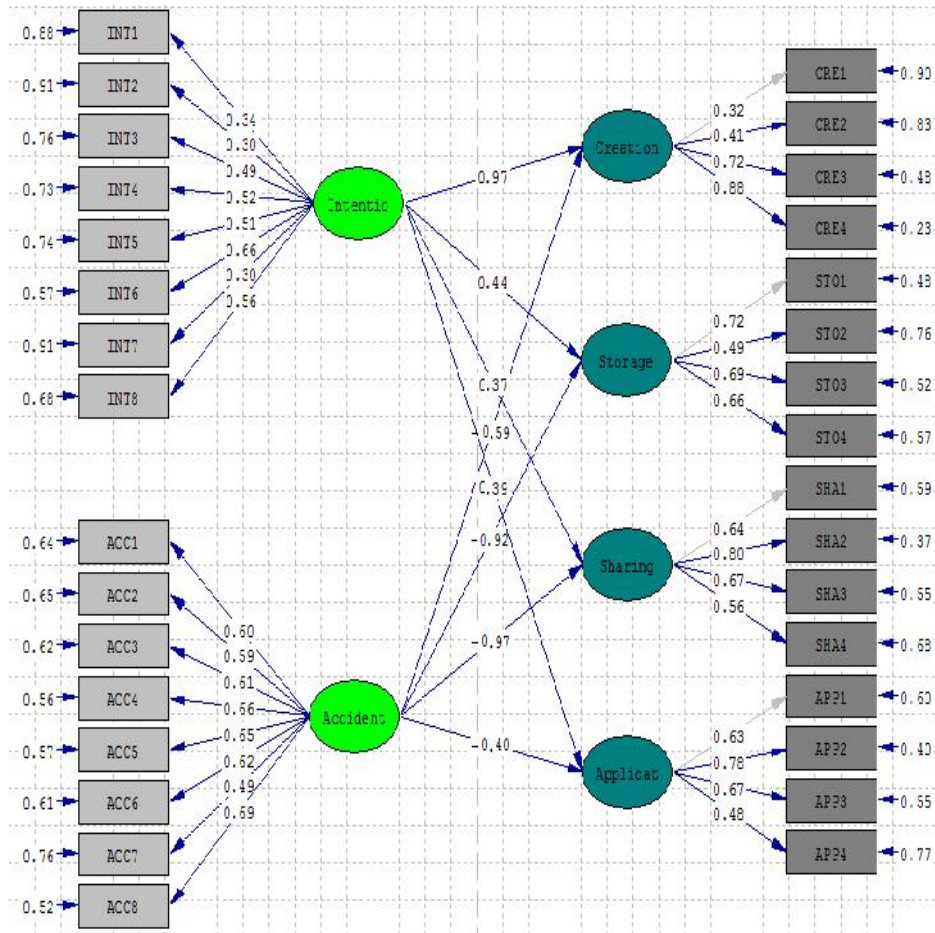 0.88 INT1
0.91 INT2
0.76 INT3
0.73 INT4
0.74 INT5
0.57 INT6
0.91 INT7
0.68 INT8
0.34
0.30
0.49
0.52
0.51
0.66
0.30
0.56
Intentic
0.64 ACC1
0.65 ACC2
0.62 ACC3
0.56 ACC4
0.57 ACC5
0.61 ACC6
0.76 ACC7
0.52 ACC8
0.60
0.59
0.61
0.66
0.65
0.62
0.49
0.69
Accident
0.97
0.44
0.37
-0.59
0.39
-0.92
-0.97
-0.40
Creation
Storage
Sharing
Applicat
0.32
0.41
0.72
0.88
0.72
0.49
0.69
0.66
0.64
0.80
0.67
0.56
0.63
0.78
0.67
0.48
CRE1 0.90
CRE2 0.83
CRE3 0.48
CRE4 0.23
STO1 0.48
STO2 0.76
STO3 0.52
STO4 0.57
SHA1 0.59
SHA2 0.37
SHA3 0.55
SHA4 0.68
APP1 0.60
APP2 0.40
APP3 0.55
APP4 0.77